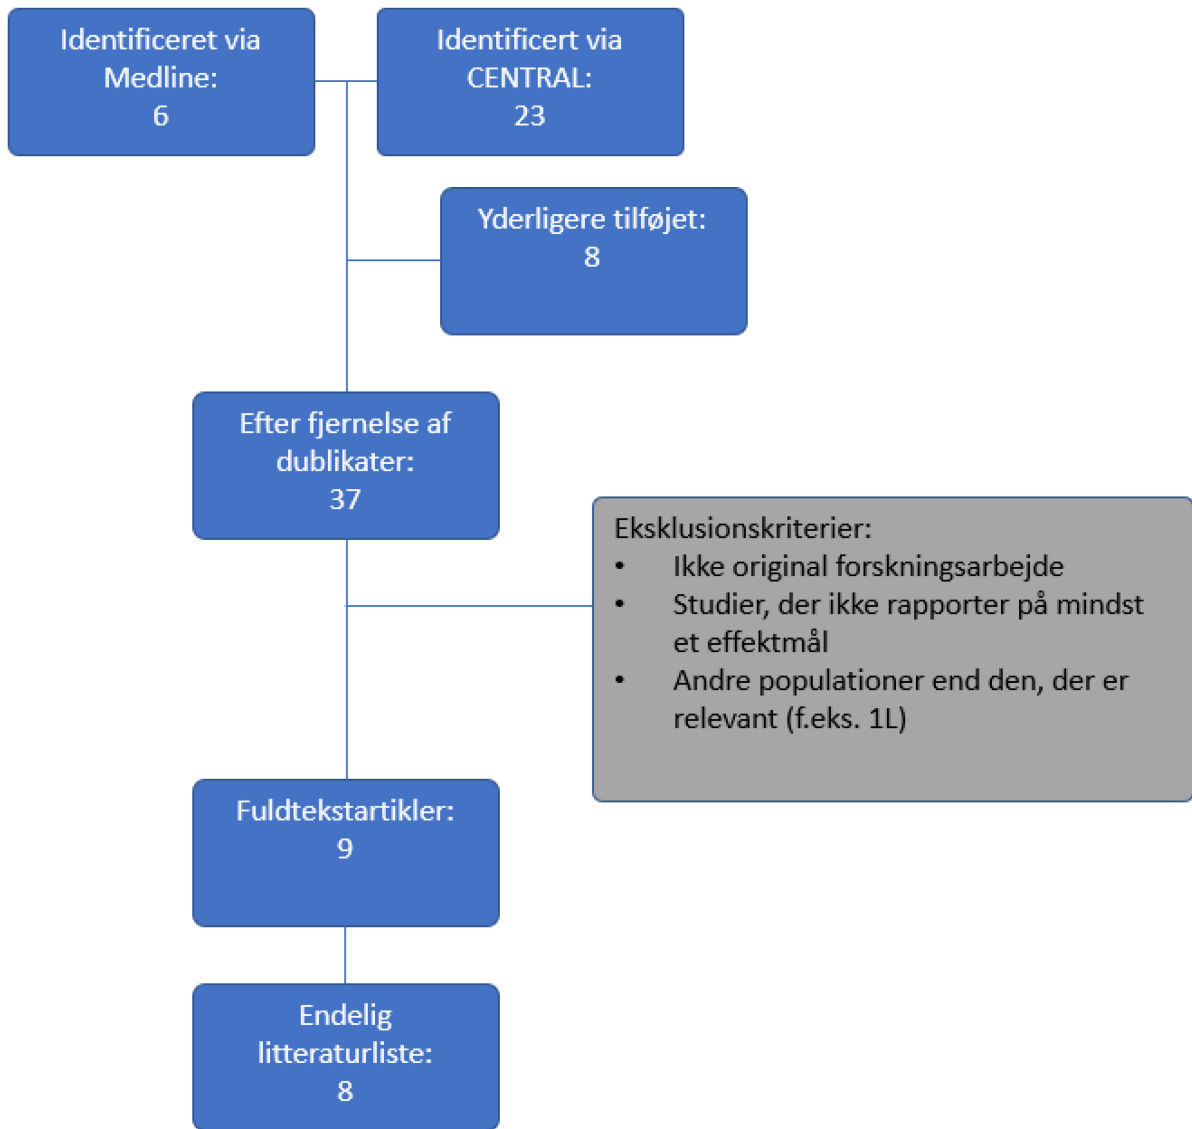 Identificeret via
Medline:
6
Identificert via
CENTRAL:
23
Yderligere tilføjet:
8
Efter fjernelse af
dublikater:
37
Eksklusionskriterier:
• Ikke original forskningsarbejde
• Studier, der ikke rapporter på mindst
et effektmål
• Andre populationer end den, der er
relevant (f.eks. 1L)
Fuldtekstartikler:
9
Endelig
litteraturliste:
8